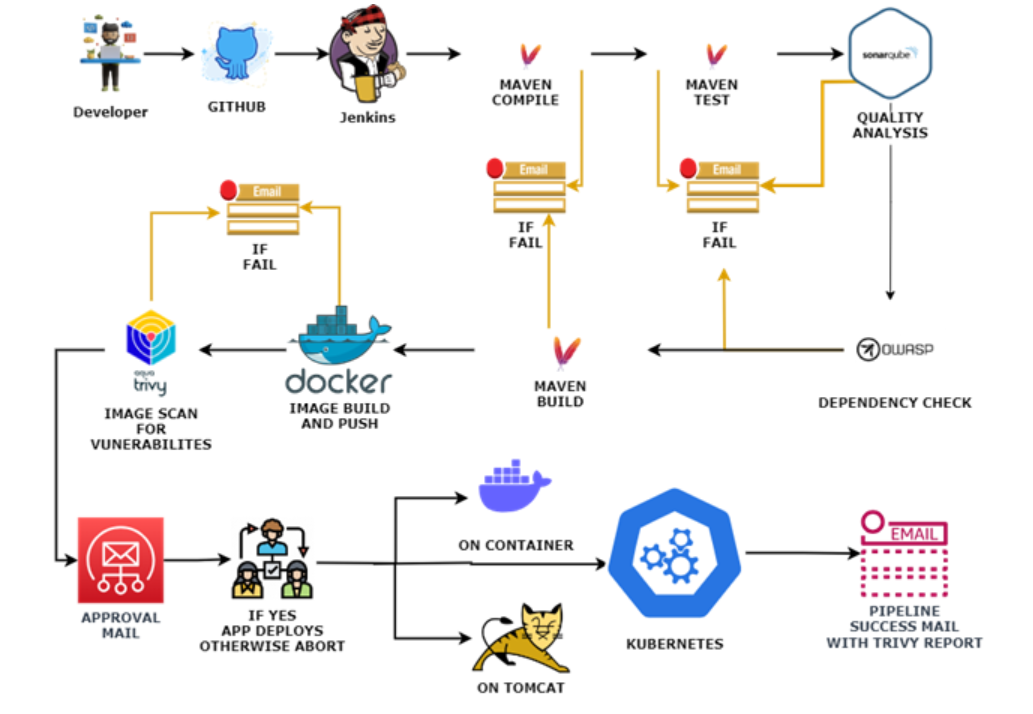 Developer
GITHUB
Jenkins
MAVEN
COMPILE
MAVEN
TEST
sonarqube
QUALITY
ANALYSIS
Email
IF
FAIL
Email
IF
FAIL
Email
IF
FAIL
aqua
trivy
IMAGE SCAN
FOR
VUNERABILITES
docker
IMAGE BUILD
AND PUSH
MAVEN
BUILD
OWASP
DEPENDENCY CHECK
APPROVAL
MAIL
IF YES
APP DEPLOYS
OTHERWISE ABORT
ON CONTAINER
ON TOMCAT
KUBERNETES
EMAIL
PIPELINE
SUCCESS MAIL
WITH TRIVY REPORT